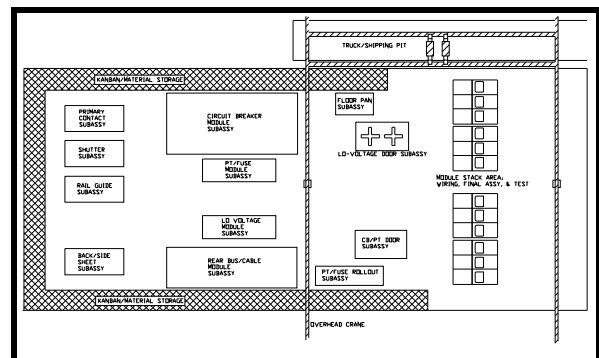 TRUCK/SHIPPING PIT
KANBAN/MATERIAL STORAGE
PRIMARY
CONTACT
SUBASSY
CIRCUIT BREAKER
MODULE
SUBASSY
FLOOR PAN
SUBASSY
LO-VOLTAGE DOOR SUBASSY
SHUTTER
SUBASSY
PT/FUSE
MODULE
SUBASSY
RAIL GUIDE
SUBASSY
MODULE STACK AREA;
WIRING, FINAL ASSY, & TEST
LO VOLTAGE
MODULE
SUBASSY
CB/PT DOOR
SUBASSY
BACK/SIDE
SHEET
SUBASSY
REAR BUS/CABLE
MODULE
SUBASSY
PT/FUSE ROLLOUT
SUBASSY
KANBAN/MATERIAL STORAGE
OVERHEAD CRANE